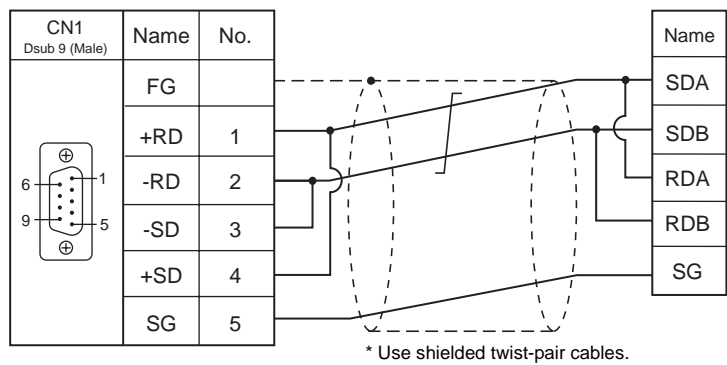 CN1
Dsub 9 (Male)
Name
No.
Name
FG
SDA
+RD
1
SDB
6
1
-RD
2
RDA
9
5
-SD
3
RDB
+SD
4
SG
SG
5
* Use shielded twist-pair cables.